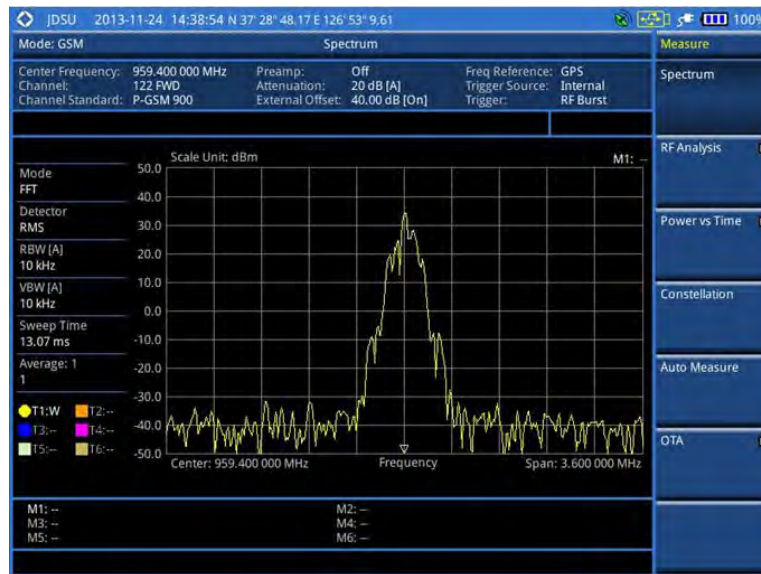 JDSU 2013-11-24 14:38:54 N 37° 28" 48.17 E 126° 53" 9.61 100%
Mode: GSM Spectrum Measure
Center Frequency: 959.400 000 MHz Preamp: Off Freq Reference: GPS
Channel: 122 FWD Attenuation: 20 dB [A] Trigger Source: Internal
Channel Standard: P-GSM 900 External Offset: 40.00 dB [On] Trigger: RF Burst
Spectrum
RF Analysis
Power vs Time
Constellation
Auto Measure
OTA
Scale Unit: dBm M1: --
Mode
FFT
Detector
RMS
RBW [A]
10 kHz
VBW [A]
10 kHz
Sweep Time
13.07 ms
Average: 1
1
T1:W T2:--
T3:-- T4:--
T5:-- T6:--
50.0
40.0
30.0
20.0
10.0
0.0
-10.0
-20.0
-30.0
-40.0
-50.0
Center: 959.400 000 MHz Frequency Span: 3.600 000 MHz
M1: -- M2: --
M3: -- M4: --
M5: -- M6: --